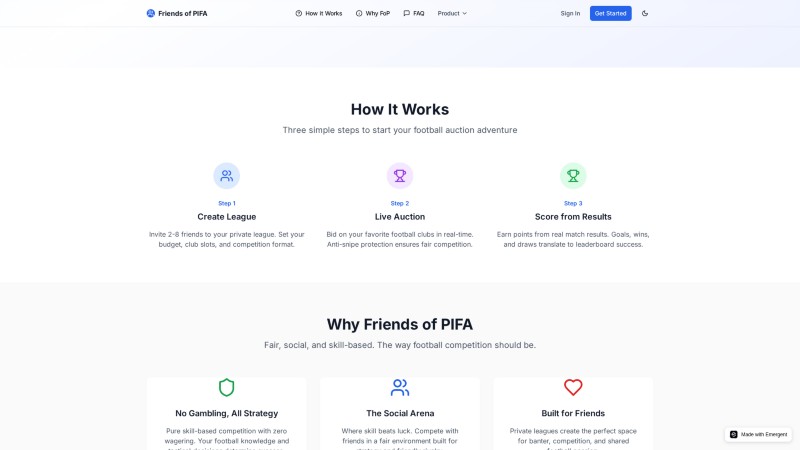 Friends of PIFA How It Works Why FoP FAQ Product Sign In Get Started
How It Works
Three simple steps to start your football auction adventure
Step 1 Step 2 Step 3
Create League Live Auction Score from Results
Invite 2-8 friends to your private league. Set your
budget, club slots, and competition format.
Bid on your favorite football clubs in real-time.
Anti-snipe protection ensures fair competition.
Earn points from real match results. Goals, wins,
and draws translate to leaderboard success.
Why Friends of PIFA
Fair, social, and skill-based. The way football competition should be.
No Gambling, All Strategy
Pure skill-based competition with zero
wagering. Your football knowledge and
The Social Arena
Where skill beats luck. Compete with
friends in a fair environment built for
Built for Friends
Private leagues create the perfect space
for banter, competition, and shared
Made with Emergent